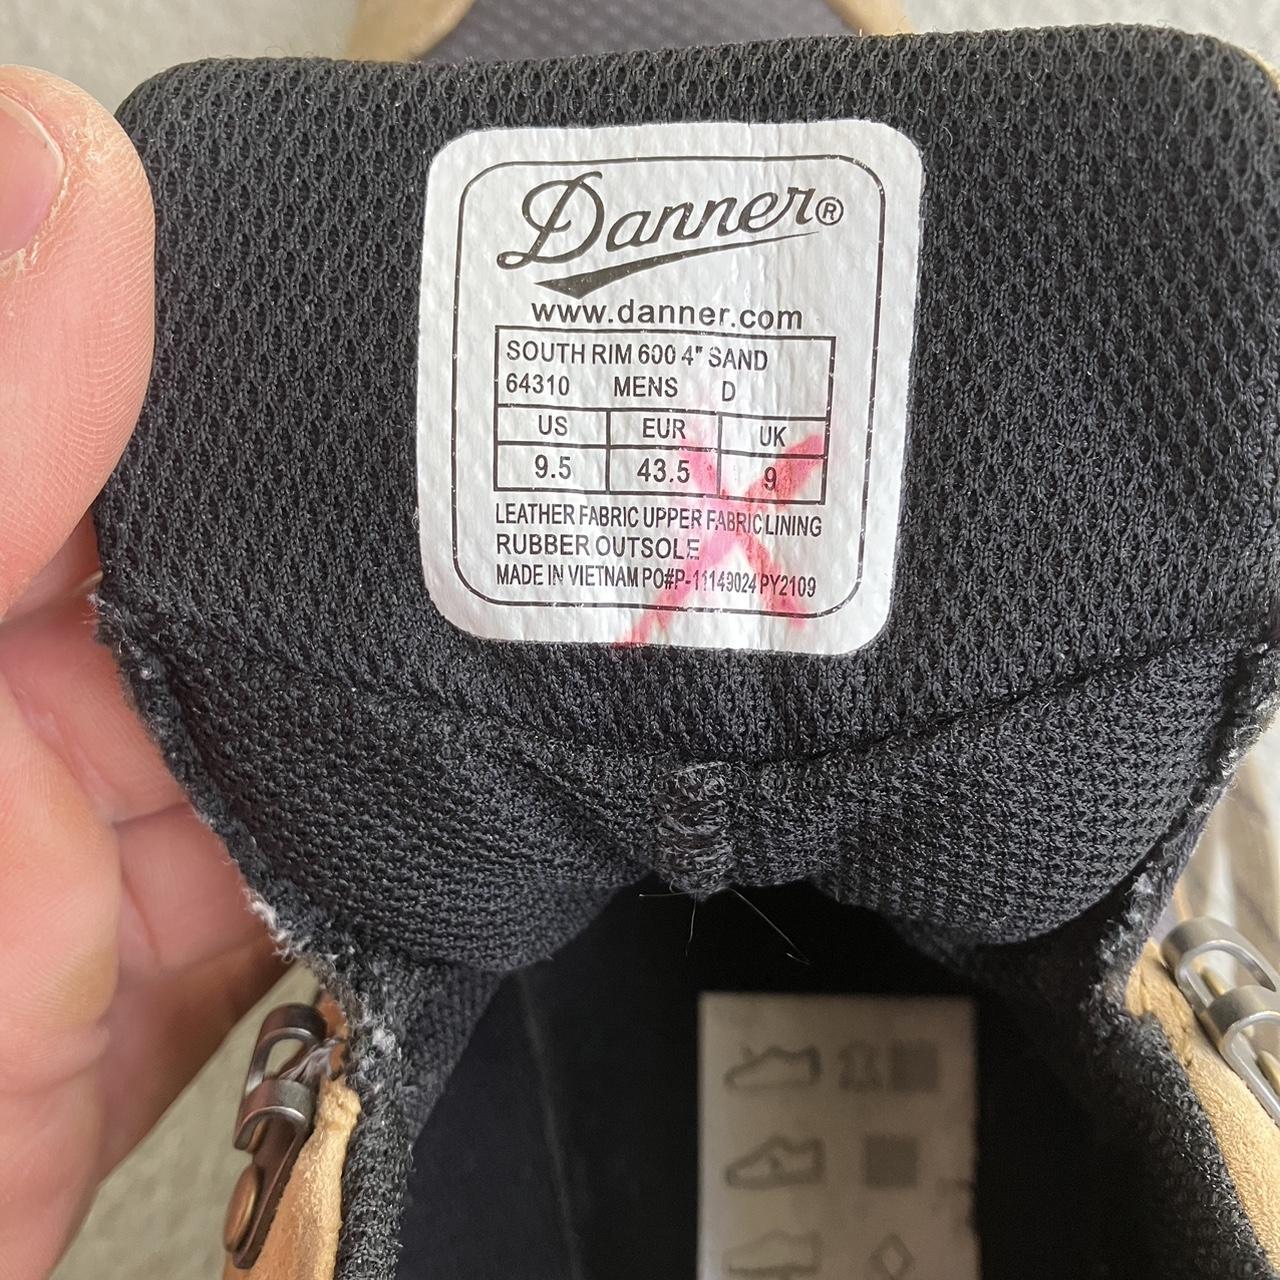 Danner®
www.danner.com
SOUTH RIM 600 4" SAND
64310 MENS D
US EUR UK
9.5 43.5 9
LEATHER FABRIC UPPER FABRIC LINING
RUBBER OUTSOLE
MADE IN VIETNAM PO#P-11149024 PY2109